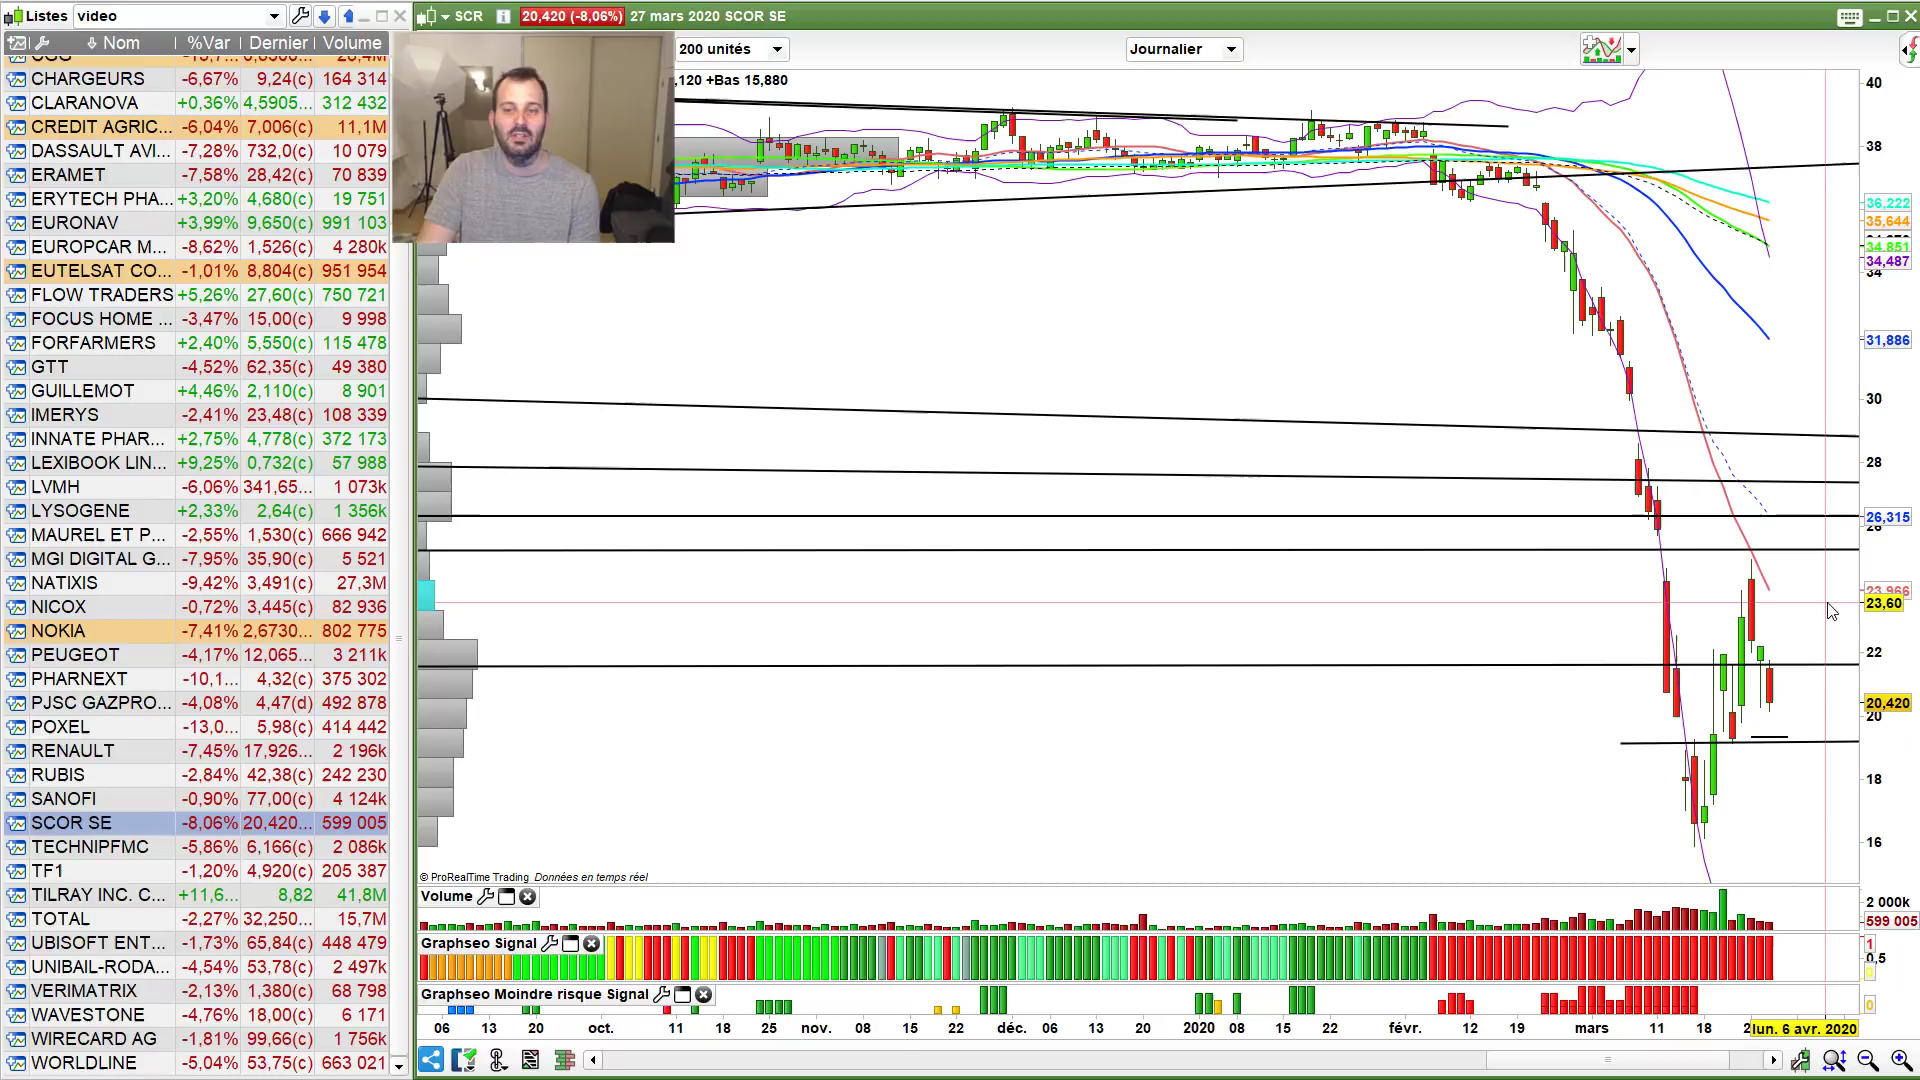 Listes video
SCR 20,420 (-8,06%) 27 mars 2020 SCOR SE
Nom %Var Dernier Volume
200 unités Journalier
,120 +Bas 15,880
CHARGEURS -6,67% 9,24(c) 164 314
CLARANOVA +0,36% 4,5905... 312 432
CREDIT AGRIC... -6,04% 7,006(c) 11,1M
DASSAULT AVI... -7,28% 732,0(c) 10 079
ERAMET -7,58% 28,42(c) 70 839
ERYTECH PHA... +3,20% 4,680(c) 19 751
EURONAV +3,99% 9,650(c) 991 103
EUROPCAR M... -8,62% 1,526(c) 4 280k
EUTELSAT CO... -1,01% 8,804(c) 951 954
FLOW TRADERS +5,26% 27,60(c) 750 721
FOCUS HOME ... -3,47% 15,00(c) 9 998
FORFARMERS +2,40% 5,550(c) 115 478
GTT -4,52% 62,35(c) 49 380
GUILLEMOT +4,46% 2,110(c) 8 901
IMERYS -2,41% 23,48(c) 108 339
INNATE PHAR... +2,75% 4,778(c) 372 173
LEXIBOOK LIN... +9,25% 0,732(c) 57 988
LVMH -6,06% 341,65... 1 073k
LYSOGENE +2,33% 2,64(c) 1 356k
MAUREL ET P... -2,55% 1,530(c) 666 942
MGI DIGITAL G... -7,95% 35,90(c) 5 521
NATIXIS -9,42% 3,491(c) 27,3M
NICOX -0,72% 3,445(c) 82 936
NOKIA -7,41% 2,6730... 802 775
PEUGEOT -4,17% 12,065... 3 211k
PHARNEXT -10,1... 4,32(c) 375 302
PJSC GAZPRO... -4,08% 4,47(d) 492 878
POXEL -13,0... 5,98(c) 414 442
RENAULT -7,45% 17,926... 2 196k
RUBIS -2,84% 42,38(c) 242 230
SANOFI -0,90% 77,00(c) 4 124k
SCOR SE -8,06% 20,420... 599 005
TECHNIPFMC -5,86% 6,166(c) 2 086k
TF1 -1,20% 4,920(c) 205 387
TILRAY INC. C... +11,6... 8,82 41,8M
TOTAL -2,27% 32,250... 15,7M
UBISOFT ENT... -1,73% 65,84(c) 448 479
UNIBAIL-RODA... -4,54% 53,78(c) 2 497k
VERIMATRIX -2,13% 1,380(c) 68 798
WAVESTONE -4,76% 18,00(c) 6 171
WIRECARD AG -1,81% 99,66(c) 1 756k
WORLDLINE -5,04% 53,75(c) 663 021
40
38
36,222
35,644
34,851
34,487
34
31,886
30
28
26,315
26
23,966
23,60
22
20,420
20
18
16
© ProRealTime Trading Données en temps réel
Volume
2 000k
599 005
Graphseo Signal
1
0,5
0
Graphseo Moindre risque Signal
0
06 13 20 oct. 11 18 25 nov. 08 15 22 déc. 06 13 20 2020 08 15 22 févr. 12 19 mars 11 18 lun. 6 avr. 2020